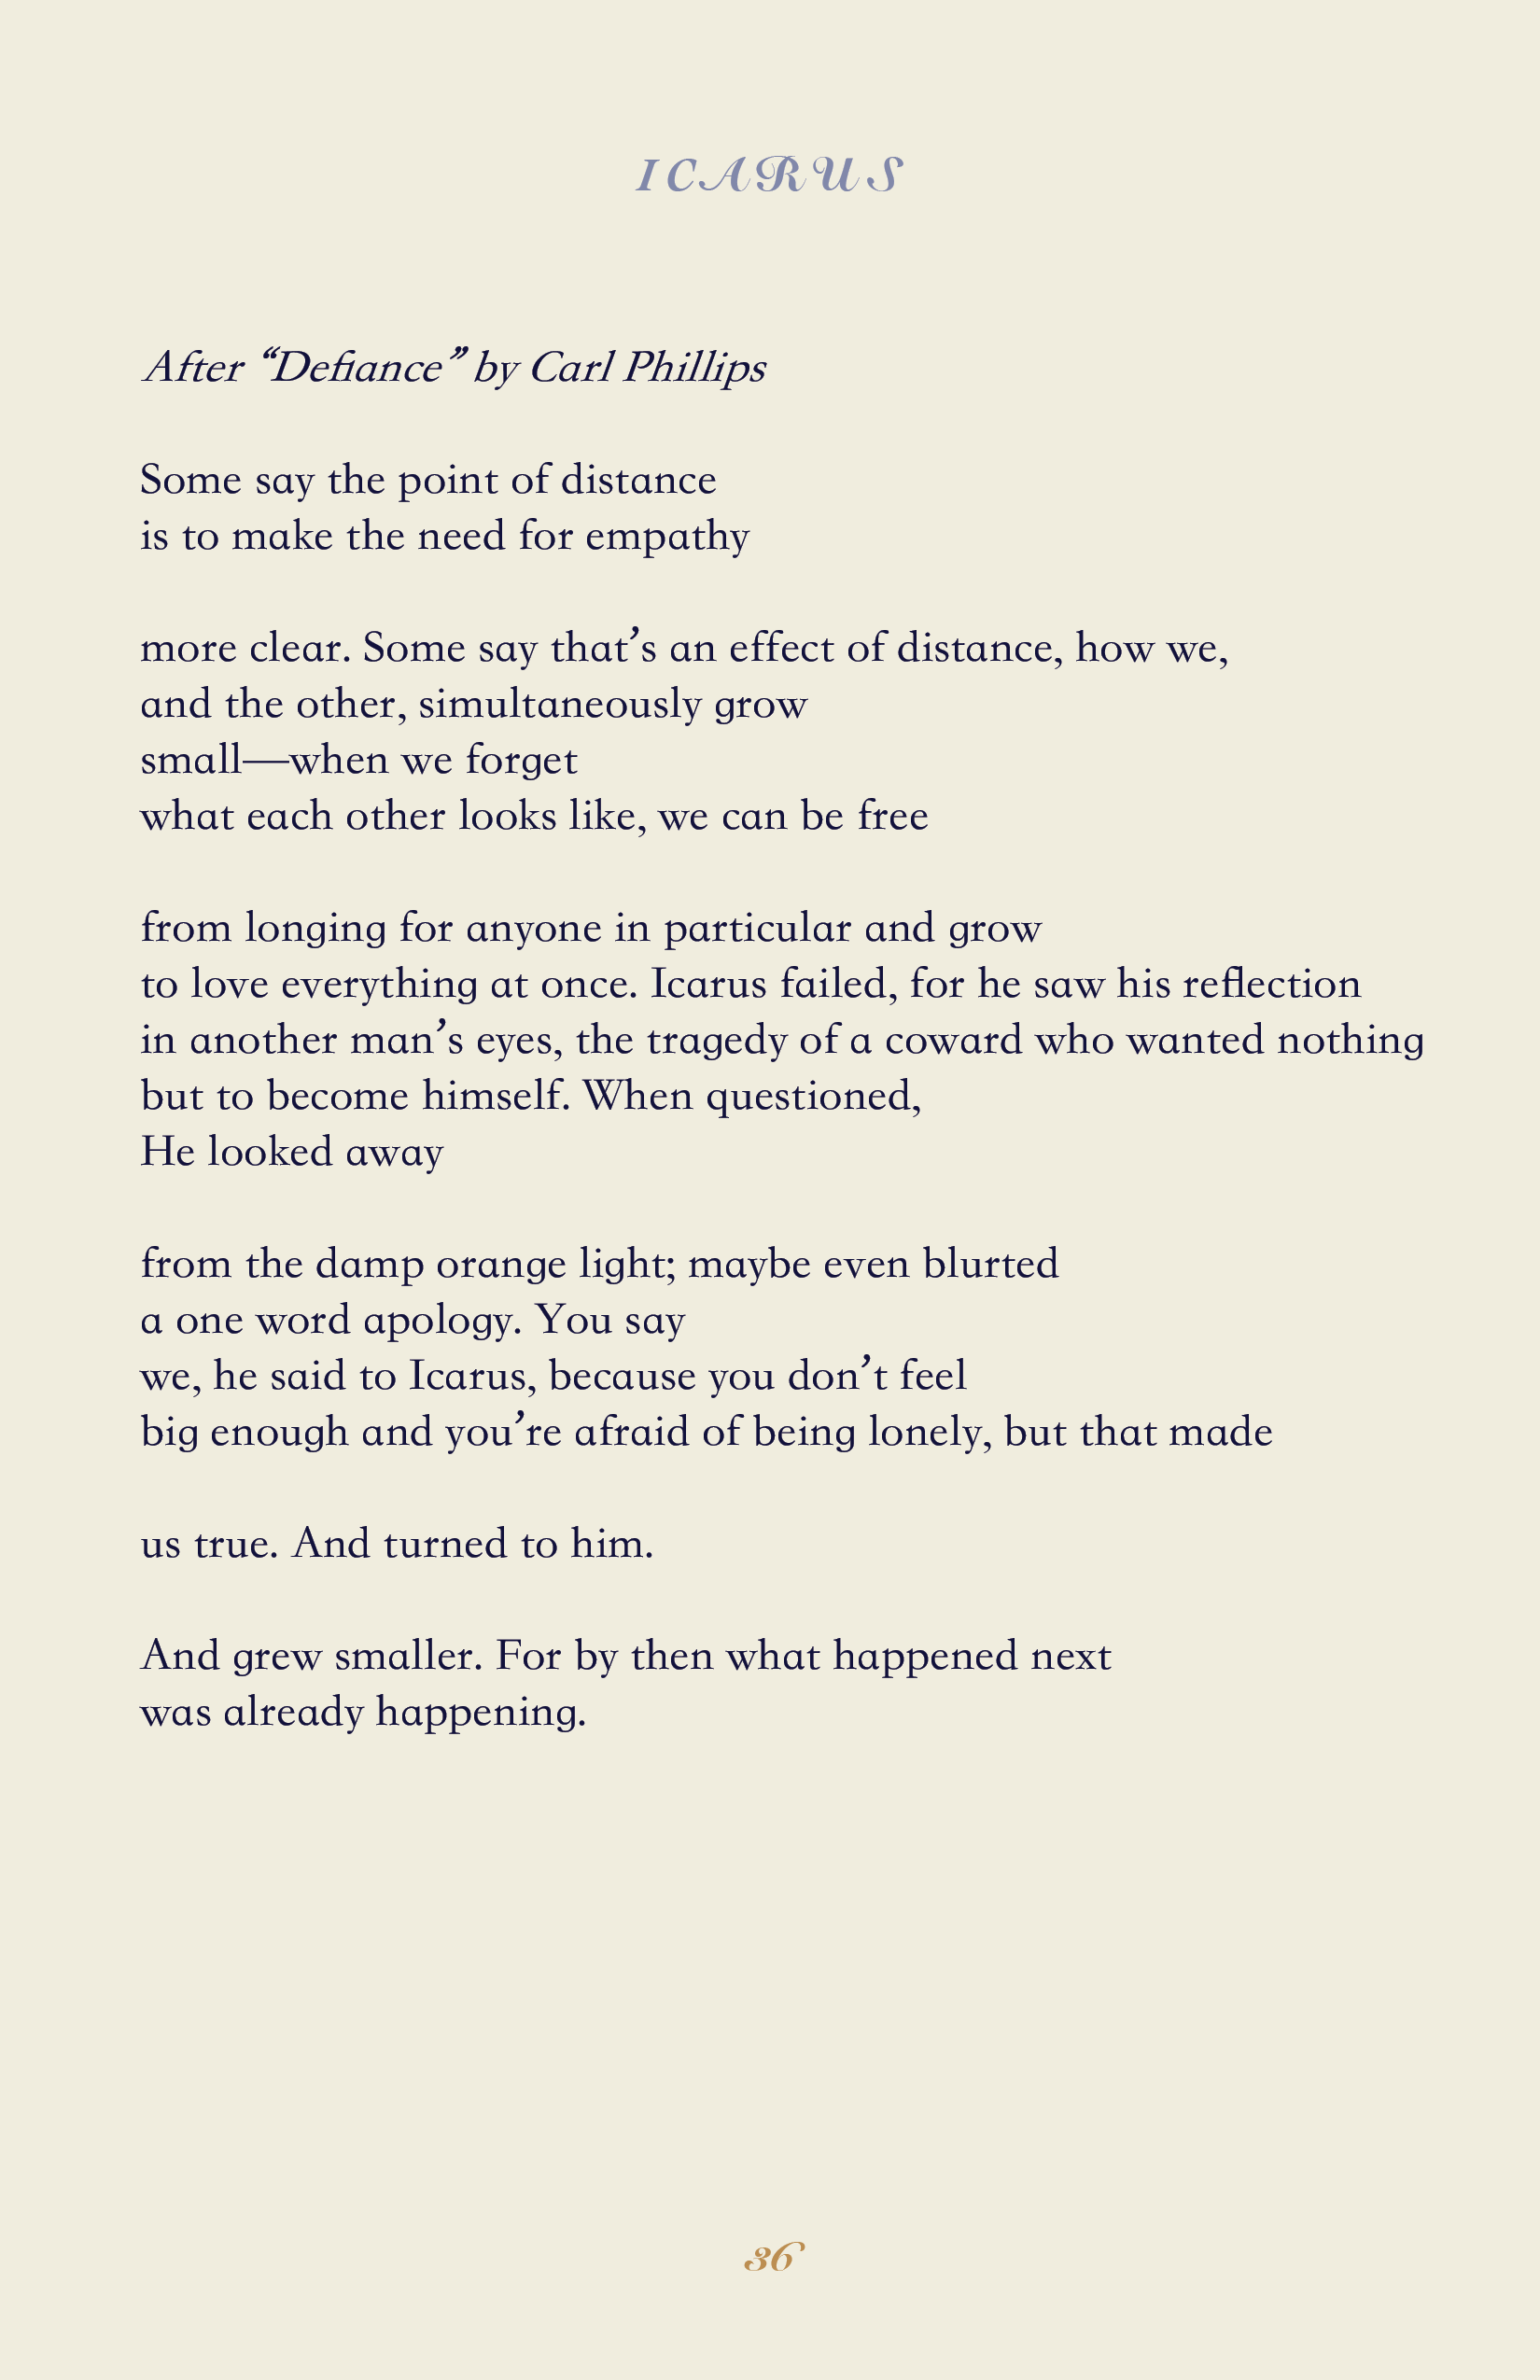 ICARUS
After “Defiance” by Carl Phillips
Some say the point of distance
is to make the need for empathy
more clear. Some say that’s an effect of distance, how we,
and the other, simultaneously grow
small—when we forget
what each other looks like, we can be free
from longing for anyone in particular and grow
to love everything at once. Icarus failed, for he saw his reflection
in another man’s eyes, the tragedy of a coward who wanted nothing
but to become himself. When questioned,
He looked away
from the damp orange light; maybe even blurted
a one word apology. You say
we, he said to Icarus, because you don’t feel
big enough and you’re afraid of being lonely, but that made
us true. And turned to him.
And grew smaller. For by then what happened next
was already happening.
36